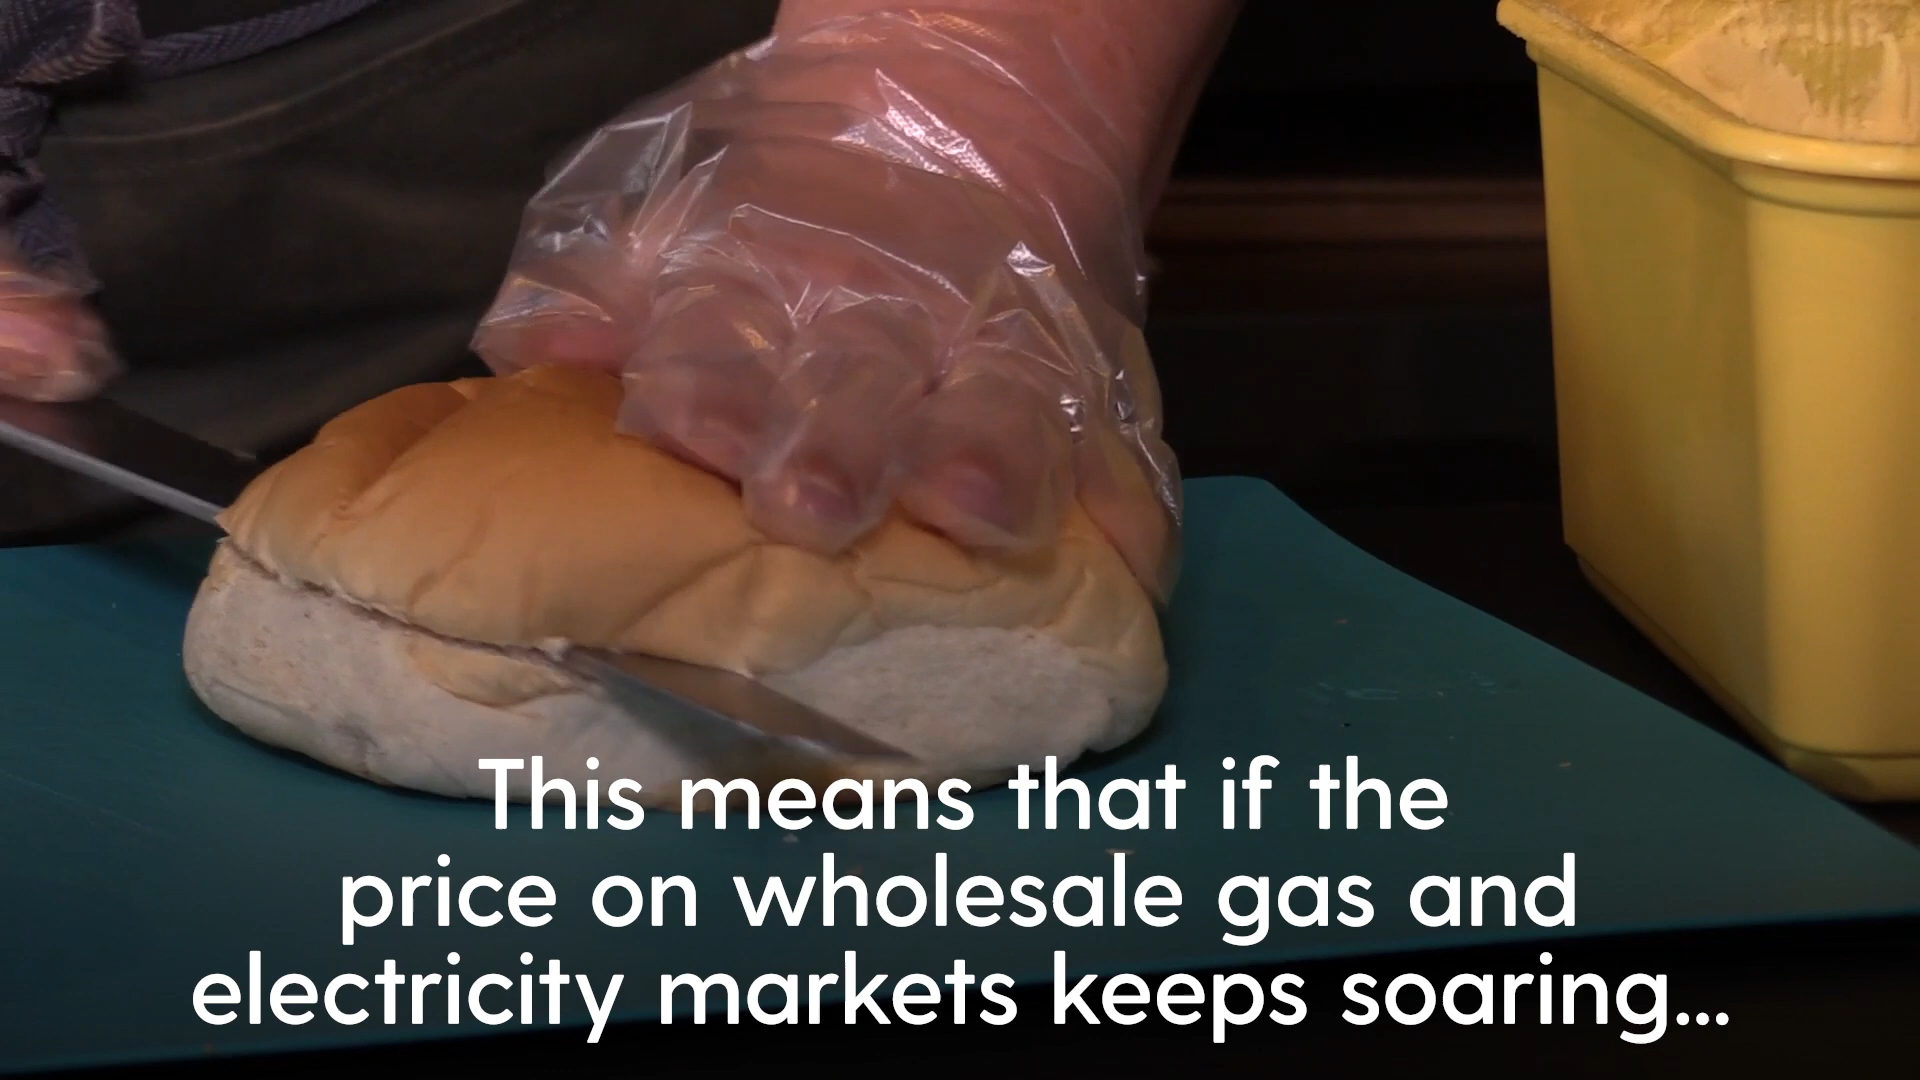 This means that if the
price on wholesale gas and
electricity markets keeps soaring...